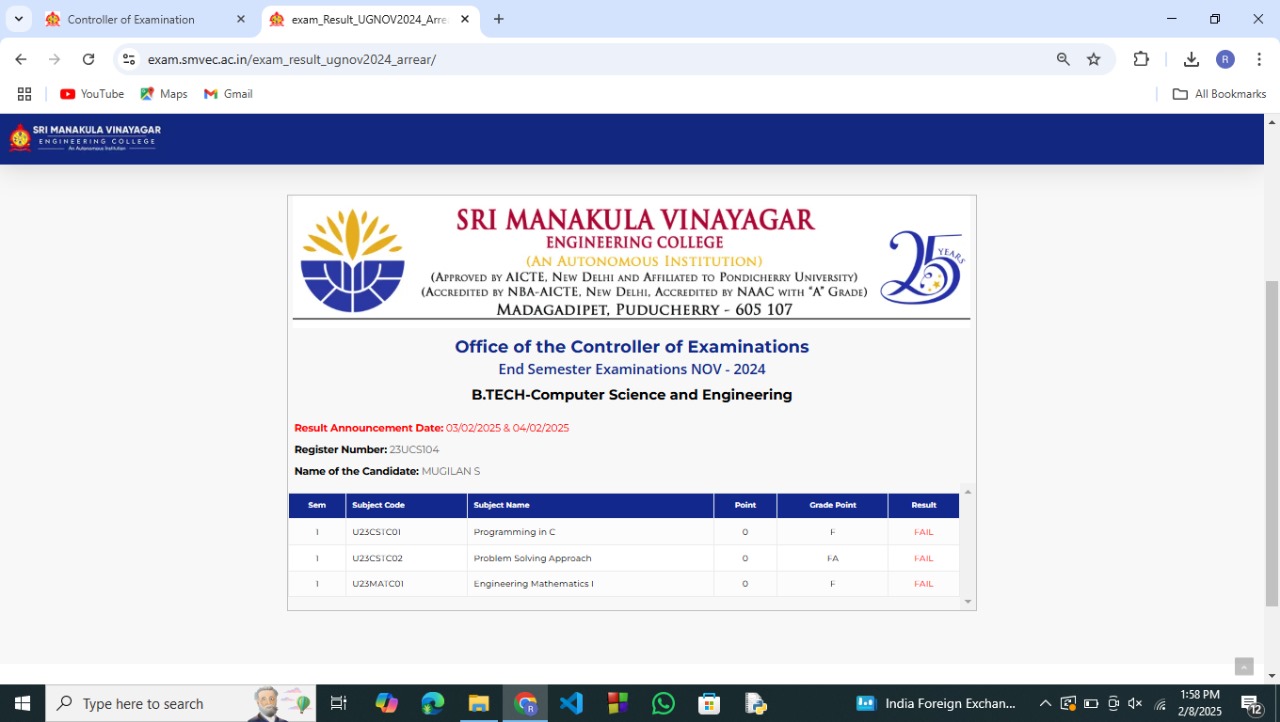 Controller of Examination
exam_Result_UGNOV2024_Arre
exam.smvec.ac.in/exam_result_ugnov2024_arrear/
R
YouTube
Maps
Gmail
All Bookmarks
SRI MANAKULA VINAYAGAR
ENGINEERING COLLEGE
An Autonomous Institution
SRI MANAKULA VINAYAGAR
ENGINEERING COLLEGE
(AN AUTONOMOUS INSTITUTION)
(APPROVED BY AICTE, NEW DELHI AND AFFILIATED TO PONDICHERRY UNIVERSITY)
(ACCREDITED BY NBA-AICTE, NEW DELHI, ACCREDITED BY NAAC WITH "A" GRADE)
MADAGADIPET, PUDUCHERRY - 605 107
25 YEARS
Office of the Controller of Examinations
End Semester Examinations NOV - 2024
B.TECH-Computer Science and Engineering
Result Announcement Date: 03/02/2025 & 04/02/2025
Register Number: 23UCS104
Name of the Candidate: MUGILAN S
Sem Subject Code Subject Name Point Grade Point Result
1 U23CSTC01 Programming in C 0 F FAIL
1 U23CSTC02 Problem Solving Approach 0 FA FAIL
1 U23MATC01 Engineering Mathematics I 0 F FAIL
Type here to search
R
India Foreign Exchan...
1:58 PM
2/8/2025
12